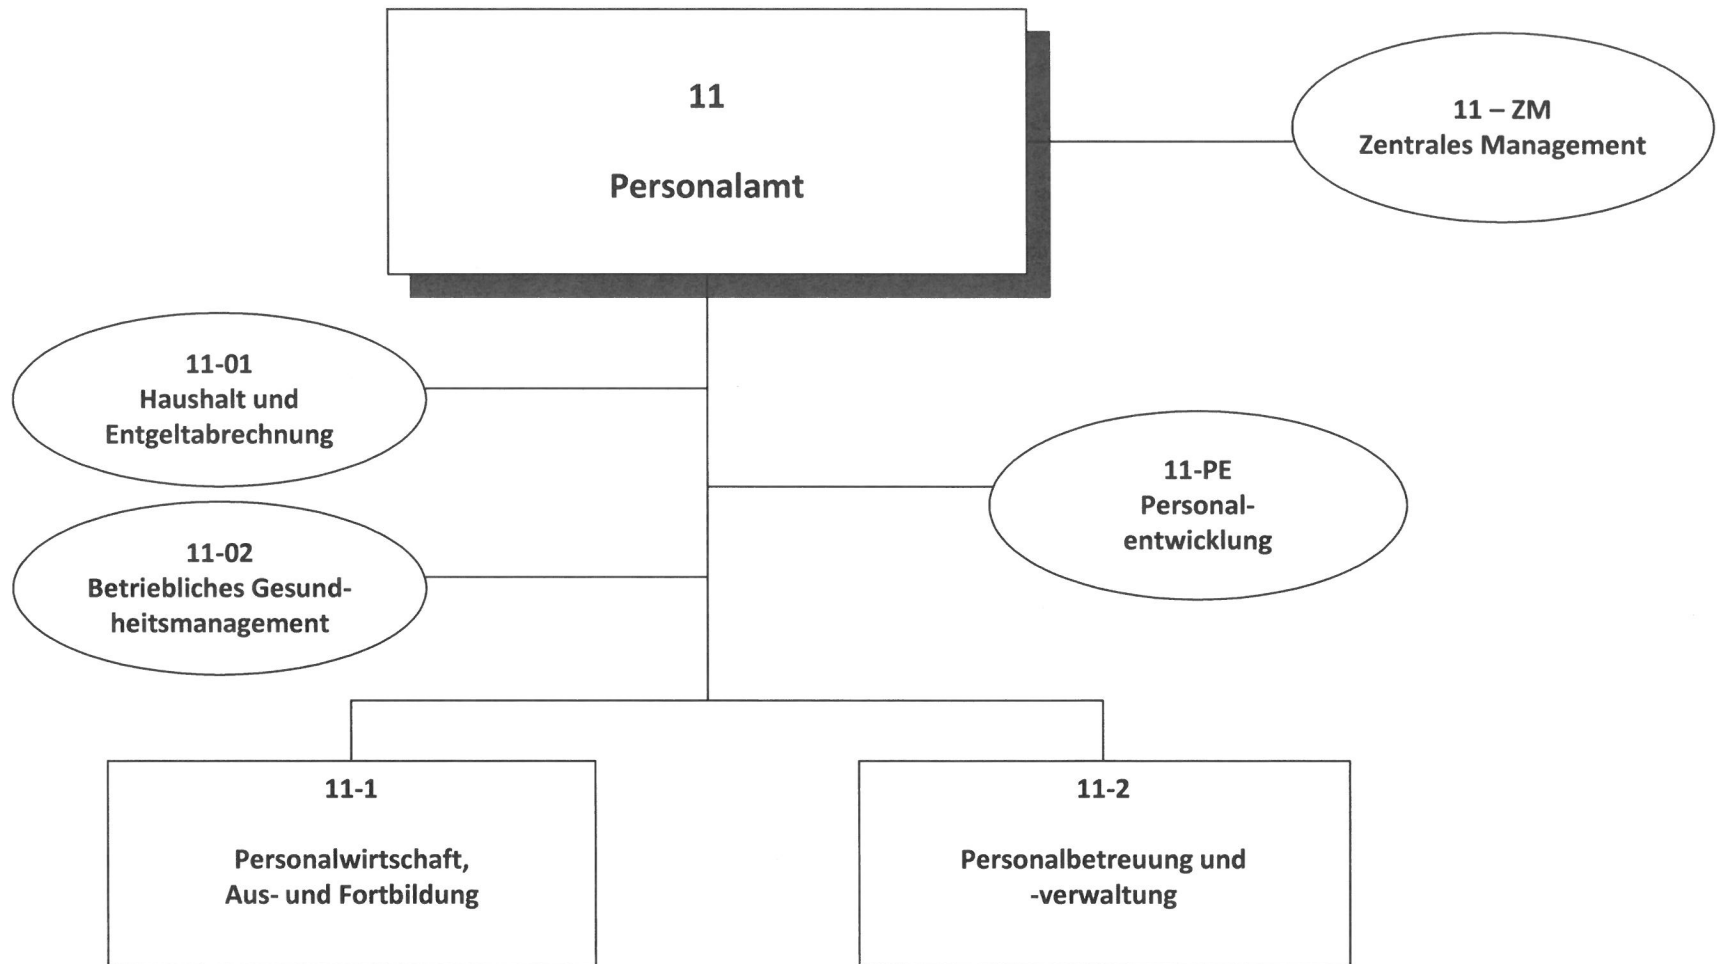 11
Personalamt
11 – ZM
Zentrales Management
11-01
Haushalt und
Entgeltabrechnung
11-PE
Personal-
entwicklung
11-02
Betriebliches Gesund-
heitsmanagement
11-1
Personalwirtschaft,
Aus- und Fortbildung
11-2
Personalbetreuung und
-verwaltung